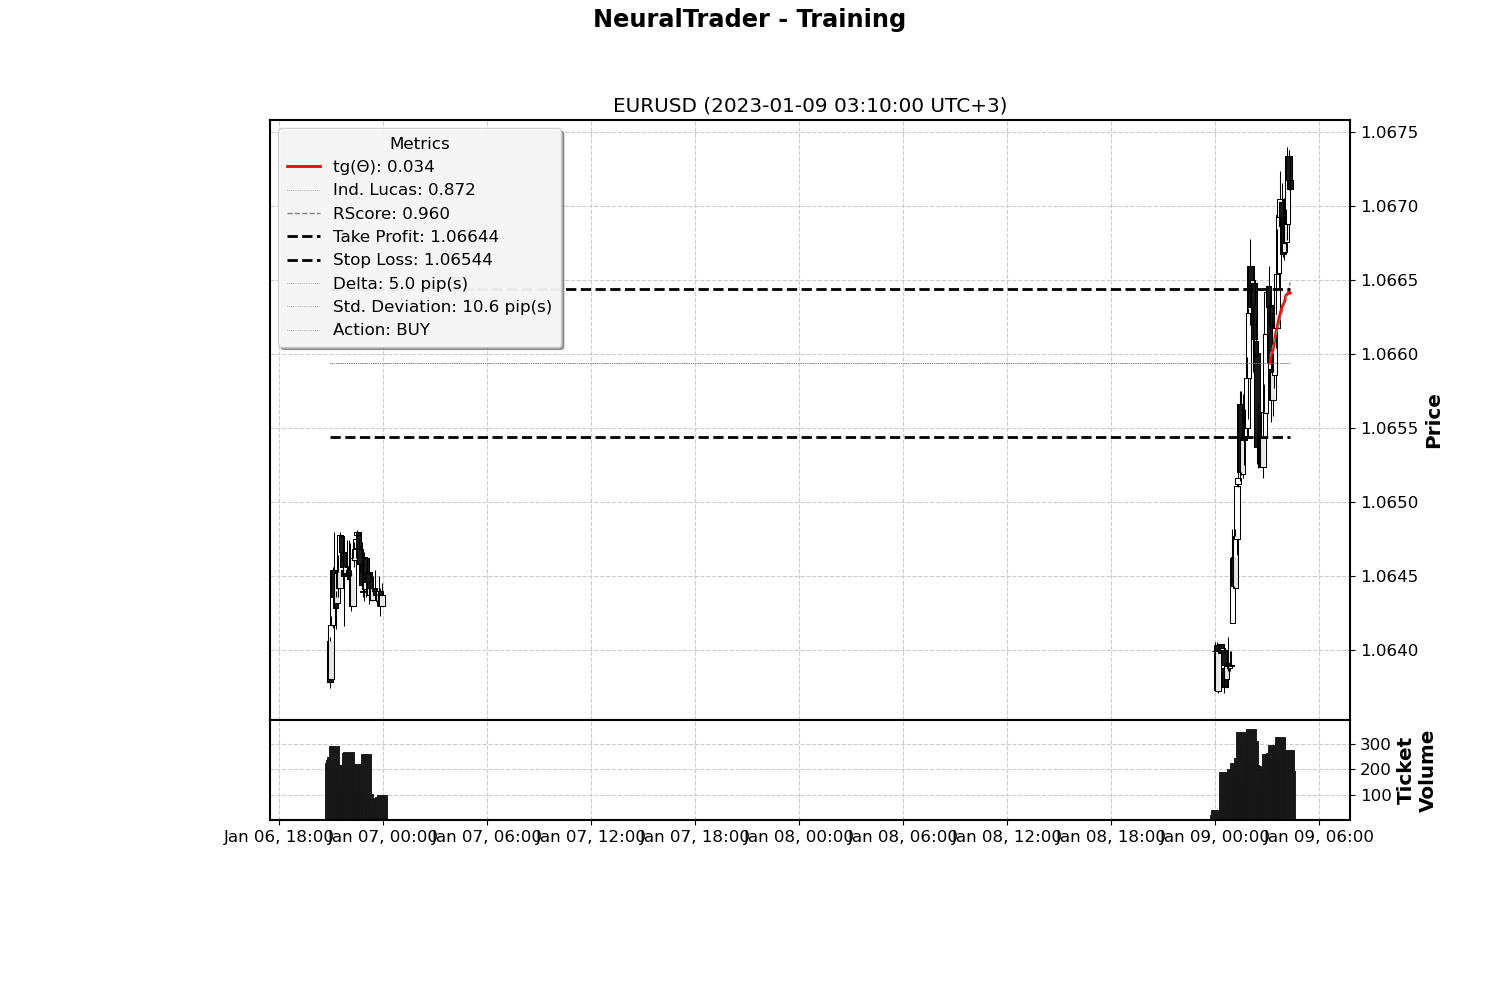 NeuralTrader - Training
EURUSD (2023-01-09 03:10:00 UTC+3)
Metrics
tg(Θ): 0.034
Ind. Lucas: 0.872
RScore: 0.960
Take Profit: 1.06644
Stop Loss: 1.06544
Delta: 5.0 pip(s)
Std. Deviation: 10.6 pip(s)
Action: BUY
1.0675
1.0670
1.0665
1.0660
1.0655
1.0650
1.0645
1.0640
Price
300
200
100
Ticket
Volume
Jan 06, 18:00
Jan 07, 00:00
Jan 07, 06:00
Jan 07, 12:00
Jan 07, 18:00
Jan 08, 00:00
Jan 08, 06:00
Jan 08, 12:00
Jan 08, 18:00
Jan 09, 00:00
Jan 09, 06:00